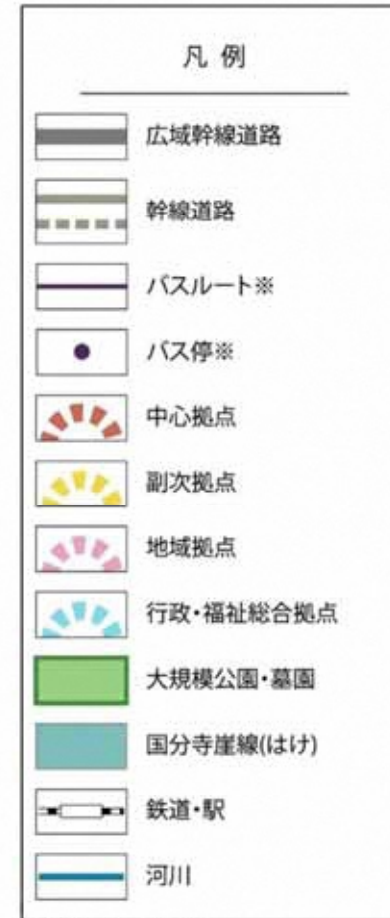 凡 例
広域幹線道路
幹線道路
バスルート※
バス停※
中心拠点
副次拠点
地域拠点
行政・福祉総合拠点
大規模公園・墓園
国分寺崖線(はけ)
鉄道・駅
河川